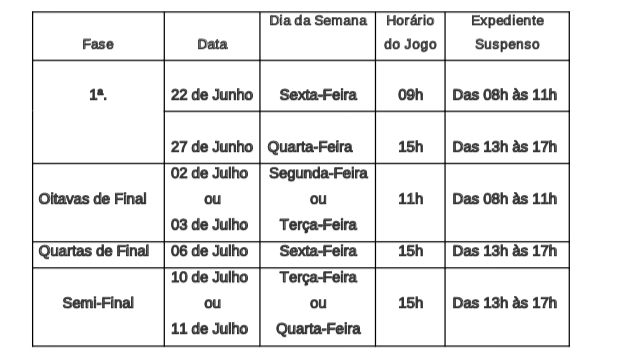 Fase Data Dia da Semana Horário do Jogo Expediente Suspenso
1ª. 22 de Junho Sexta-Feira 09h Das 08h às 11h
27 de Junho Quarta-Feira 15h Das 13h às 17h
Oitavas de Final 02 de Julho ou 03 de Julho Segunda-Feira ou Terça-Feira 11h Das 08h às 11h
Quartas de Final 06 de Julho Sexta-Feira 15h Das 13h às 17h
Semi-Final 10 de Julho ou 11 de Julho Terça-Feira ou Quarta-Feira 15h Das 13h às 17h